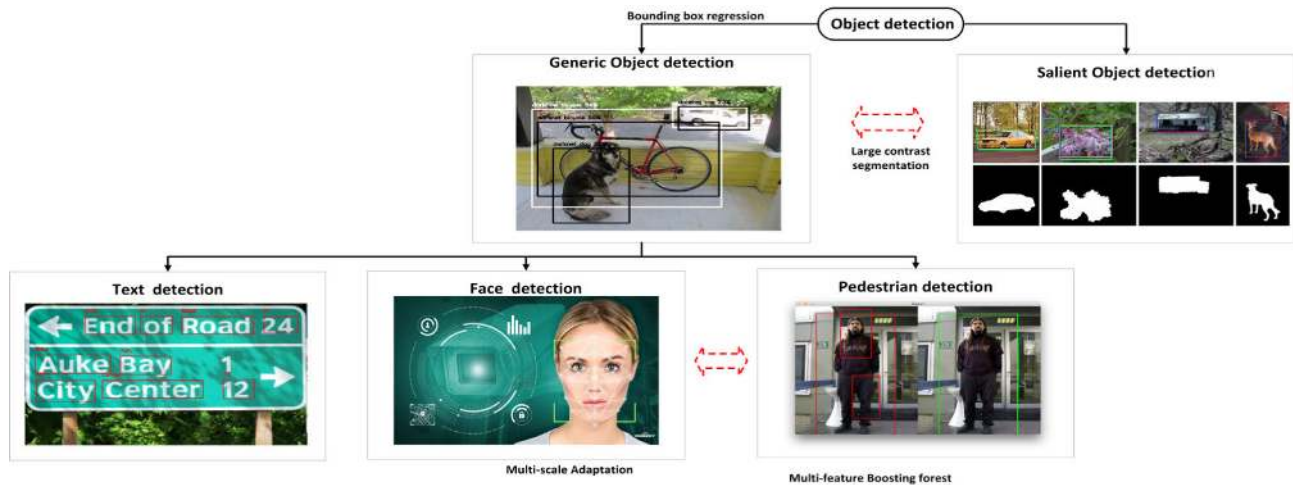 Object detection
Bounding box regression
Generic Object detection
Salient Object detection
Large contrast
segmentation
Text detection
End of Road 24
Auke Bay 1
City Center 12
Face detection
Multi-scale Adaptation
Pedestrian detection
Multi-feature Boosting forest